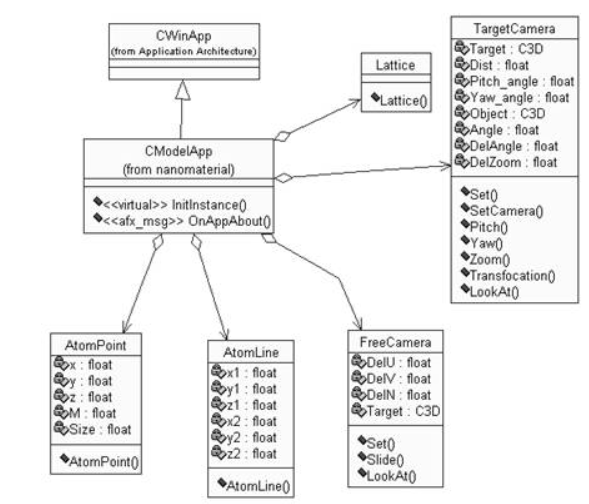 CWinApp
(from Application Architecture)
CModelApp
(from nanomaterial)
<<virtual>> InitInstance()
<<afx_msg>> OnAppAbout()
Lattice
Lattice()
TargetCamera
Target : C3D
Dist : float
Pitch_angle : float
Yaw_angle : float
Object : C3D
Angle : float
DelAngle : float
DelZoom : float
Set()
SetCamera()
Pitch()
Yaw()
Zoom()
Transfocation()
LookAt()
AtomPoint
x : float
y : float
z : float
M : float
Size : float
AtomPoint()
AtomLine
x1 : float
y1 : float
z1 : float
x2 : float
y2 : float
z2 : float
AtomLine()
FreeCamera
DelU : float
DelV : float
DelN : float
Target : C3D
Set()
Slide()
LookAt()